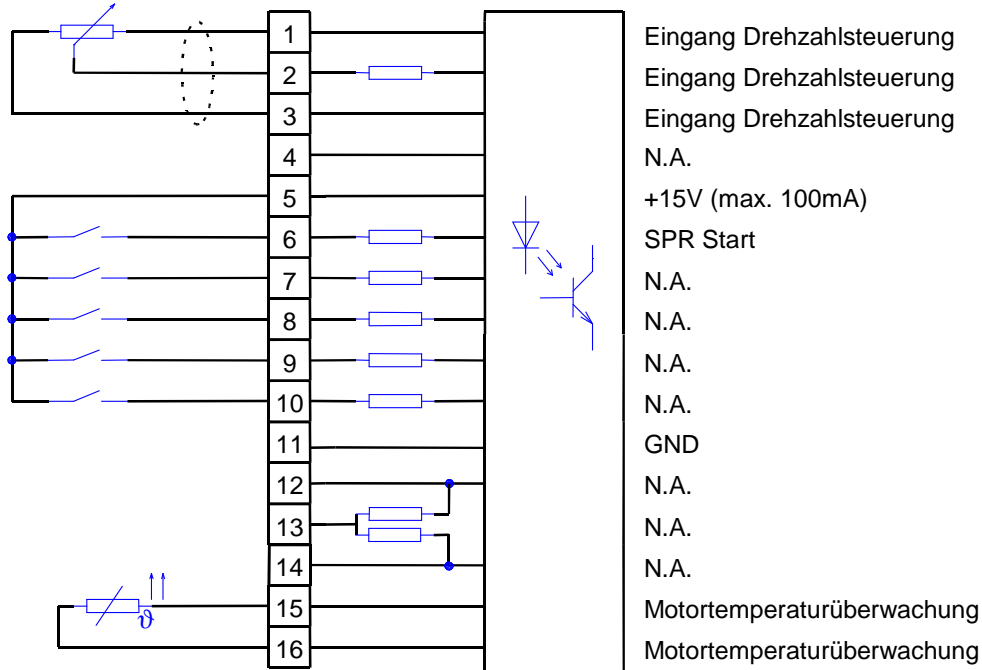 1 Eingang Drehzahlsteuerung
2 Eingang Drehzahlsteuerung
3 Eingang Drehzahlsteuerung
4 N.A.
5 +15V (max. 100mA)
6 SPR Start
7 N.A.
8 N.A.
9 N.A.
10 N.A.
11 GND
12 N.A.
13 N.A.
14 N.A.
ϑ 15 Motortemperaturüberwachung
16 Motortemperaturüberwachung